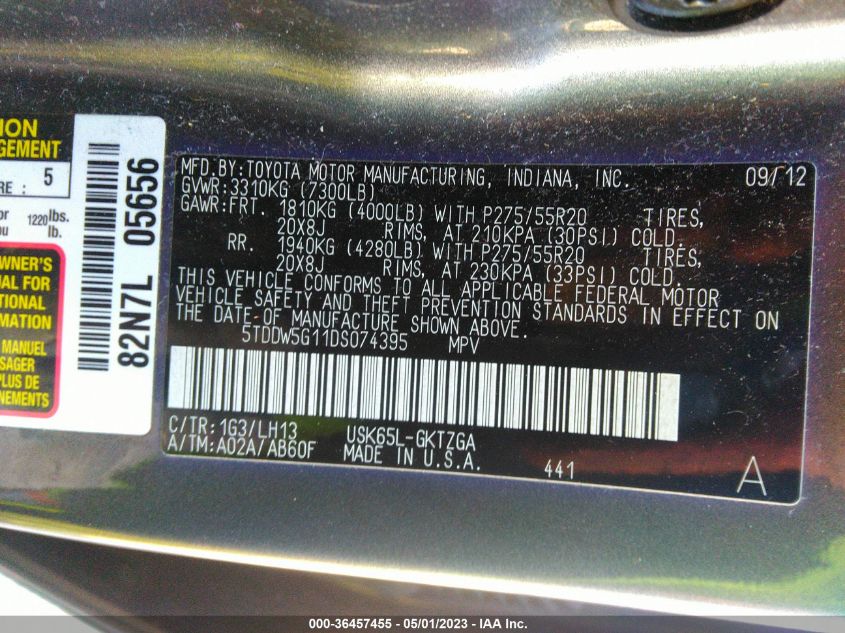 ION
GEMENT
RE : 5
or 1220 lbs.
ou lb.
WNER'S
AL FOR
TIONAL
RMATION
MANUEL
SAGER
PLUS DE
NEMENTS
82N7L 05656
MFD.BY:TOYOTA MOTOR MANUFACTURING, INDIANA, INC. 09/12
GVWR:3310KG (7300LB)
GAWR:FRT. 1810KG (4000LB) WITH P275/55R20 TIRES,
20X8J RIMS, AT 210KPA (30PSI) COLD.
RR. 1940KG (4280LB) WITH P275/55R20 TIRES,
20X8J RIMS, AT 230KPA (33PSI) COLD.
THIS VEHICLE CONFORMS TO ALL APPLICABLE FEDERAL MOTOR
VEHICLE SAFETY AND THEFT PREVENTION STANDARDS IN EFFECT ON
THE DATE OF MANUFACTURE SHOWN ABOVE.
5TDDW5G11DS074395 MPV
C/TR:1G3/LH13 USK65L-GKTZGA
A/TM:A02A/AB60F MADE IN U.S.A. 441
A
000-36457455 - 05/01/2023 - IAA Inc.